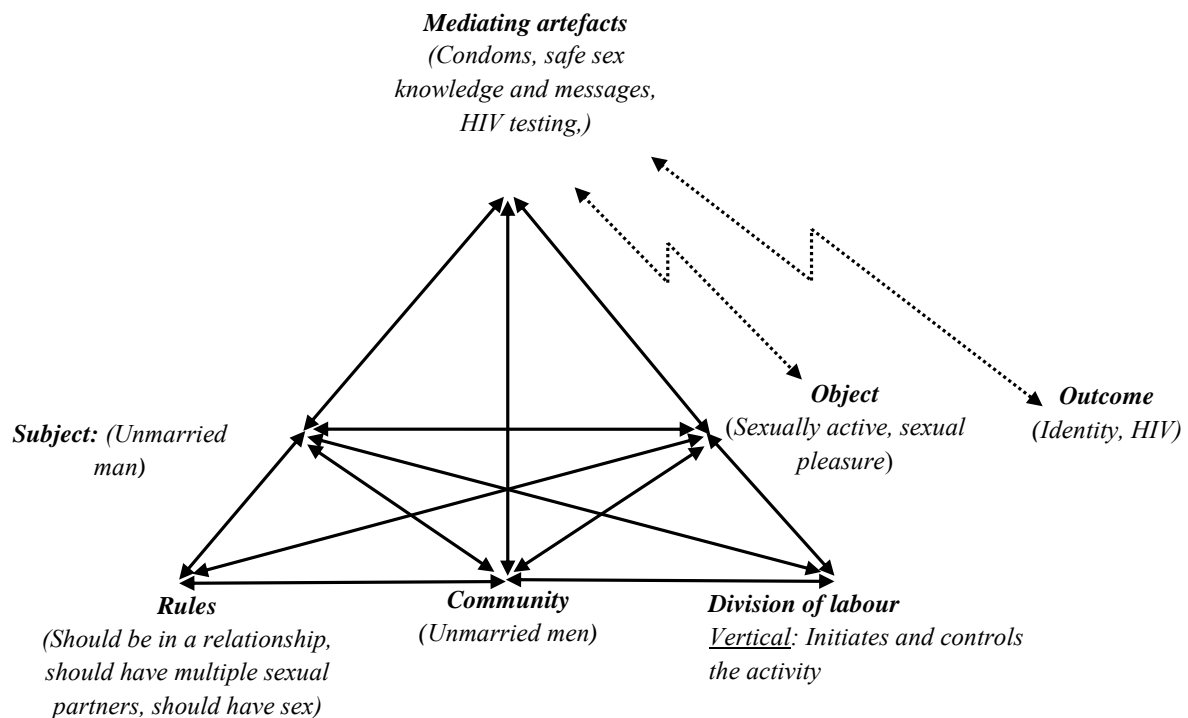 Mediating artefacts
(Condoms, safe sex
knowledge and messages,
HIV testing,)
Object
(Sexually active, sexual
pleasure)
Outcome
(Identity, HIV)
Subject: (Unmarried
man)
Rules
(Should be in a relationship,
should have multiple sexual
partners, should have sex)
Community
(Unmarried men)
Division of labour
Vertical: Initiates and controls
the activity